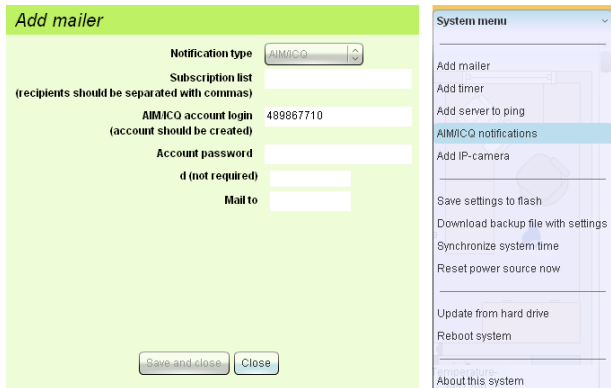 Add mailer
Notification type AIM/ICQ
Subscription list
(recipients should be separated with commas)
AIM/ICQ account login 489867710
(account should be created)
Account password
d (not required)
Mail to
Save and close Close
System menu
Add mailer
Add timer
Add server to ping
AIM/ICQ notifications
Add IP-camera
Save settings to flash
Download backup file with settings
Synchronize system time
Reset power source now
Update from hard drive
Reboot system
Temperature-
About this system